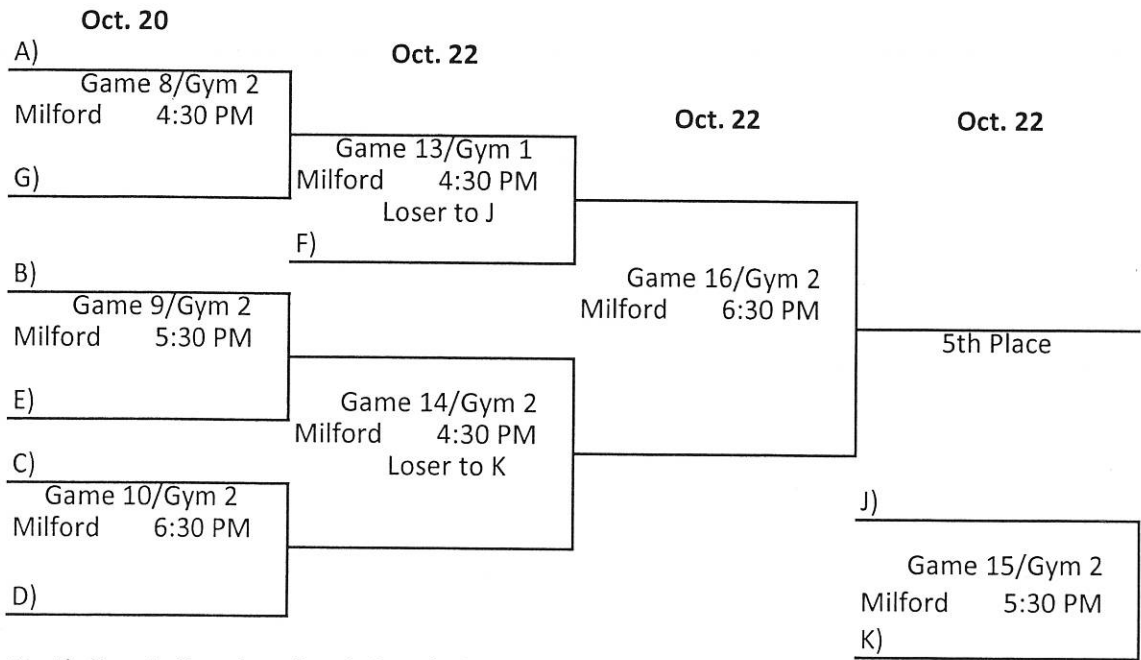 Oct. 20
A)
Game 8/Gym 2
Milford 4:30 PM
G)
B)
Game 9/Gym 2
Milford 5:30 PM
E)
C)
Game 10/Gym 2
Milford 6:30 PM
D)
Oct. 22
Game 13/Gym 1
Milford 4:30 PM
Loser to J
F)
Game 14/Gym 2
Milford 4:30 PM
Loser to K
Oct. 22
Game 16/Gym 2
Milford 6:30 PM
Oct. 22
5th Place
J)
Game 15/Gym 2
Milford 5:30 PM
K)